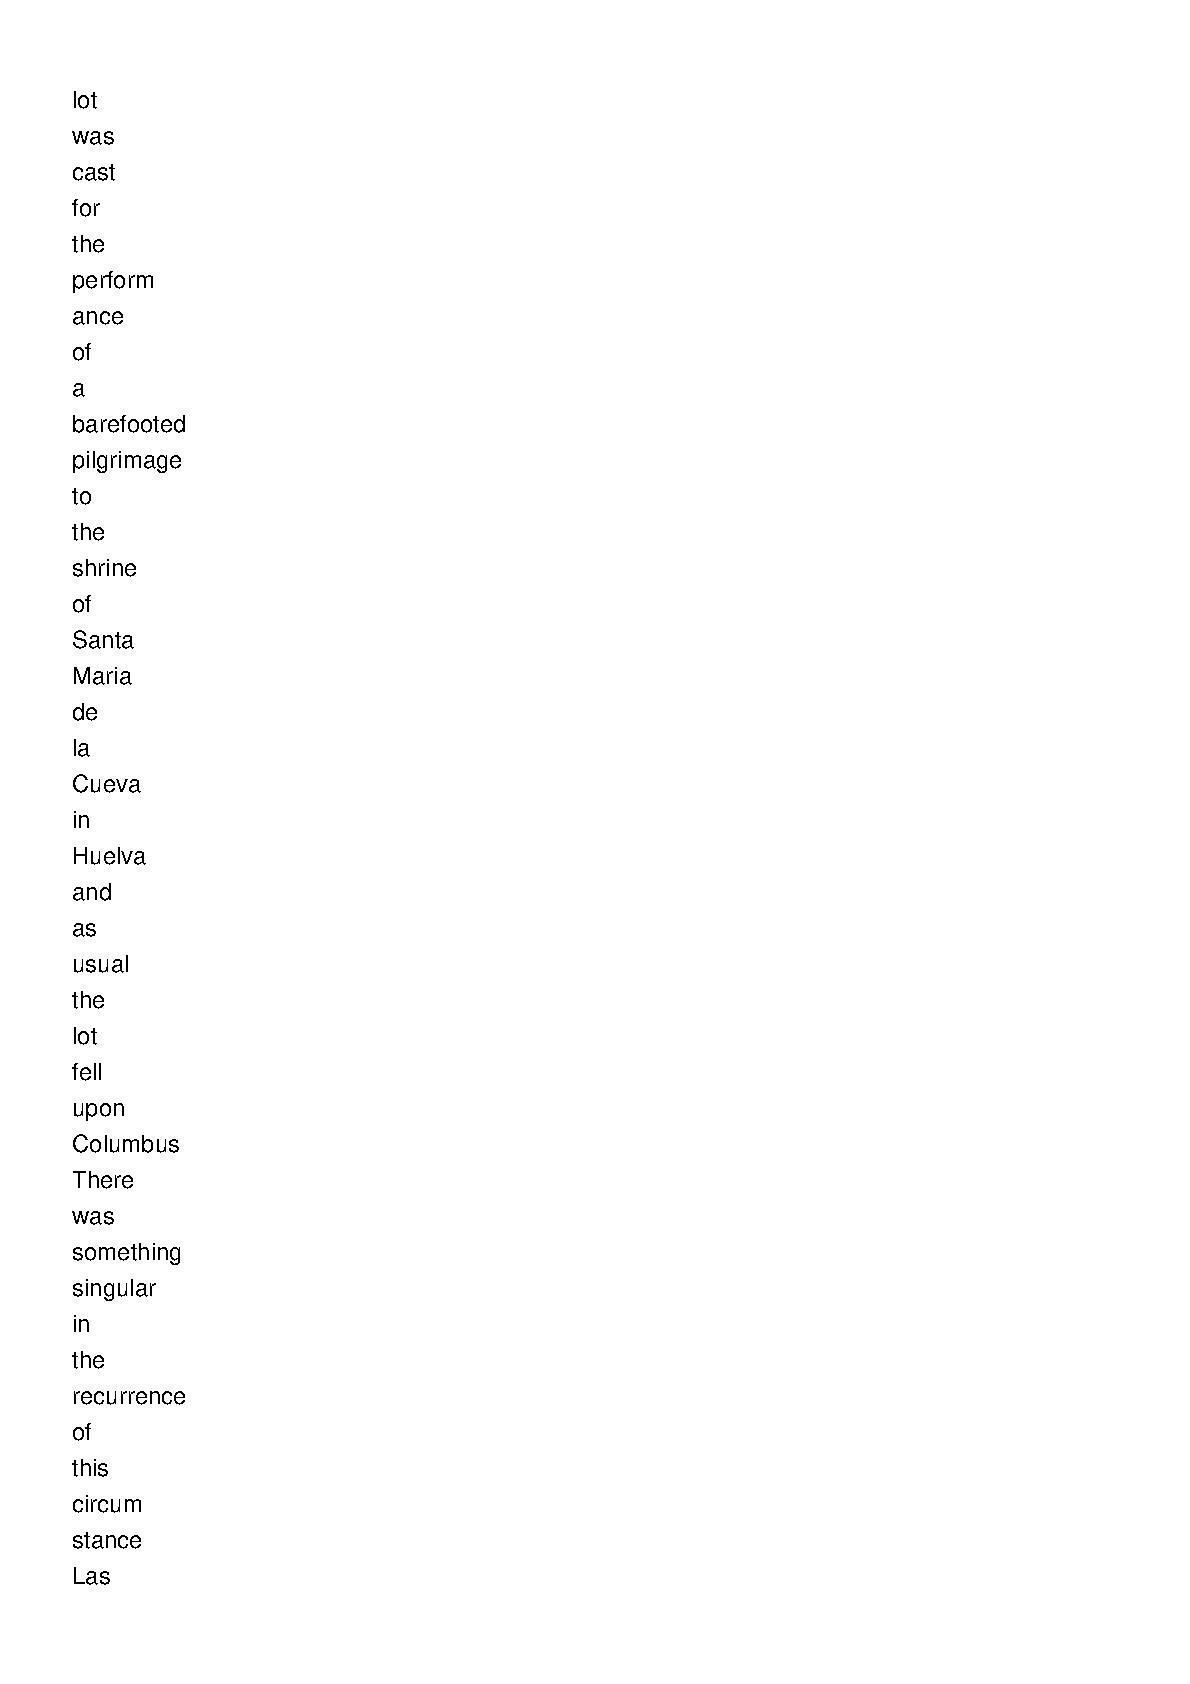 lot
was
cast
for
the
perform
ance
of
a
barefooted
pilgrimage
to
the
shrine
of
Santa
Maria
de
la
Cueva
in
Huelva
and
as
usual
the
lot
fell
upon
Columbus
There
was
something
singular
in
the
recurrence
of
this
circum
stance
Las